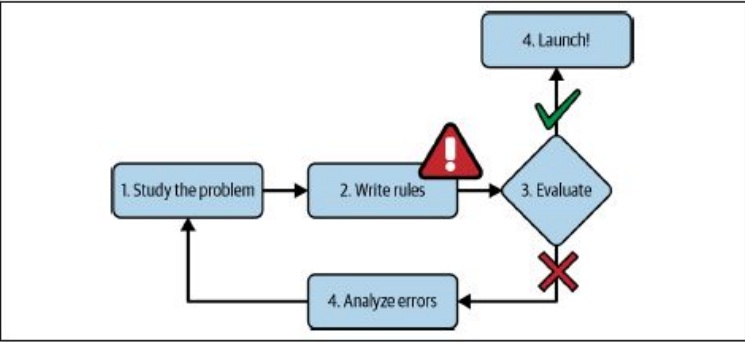 4. Launch!
1. Study the problem
2. Write rules
3. Evaluate
4. Analyze errors